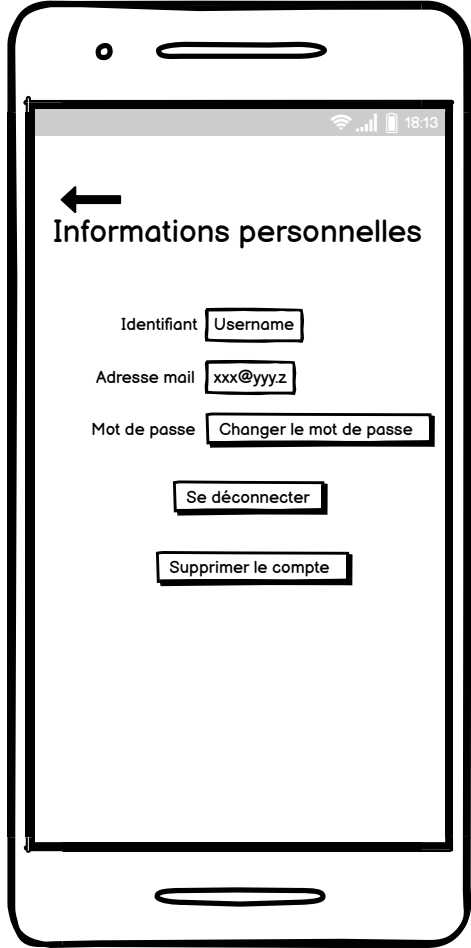 18:13
Informations personnelles
Identifiant Username
Adresse mail xxx@yyy.z
Mot de passe Changer le mot de passe
Se déconnecter
Supprimer le compte